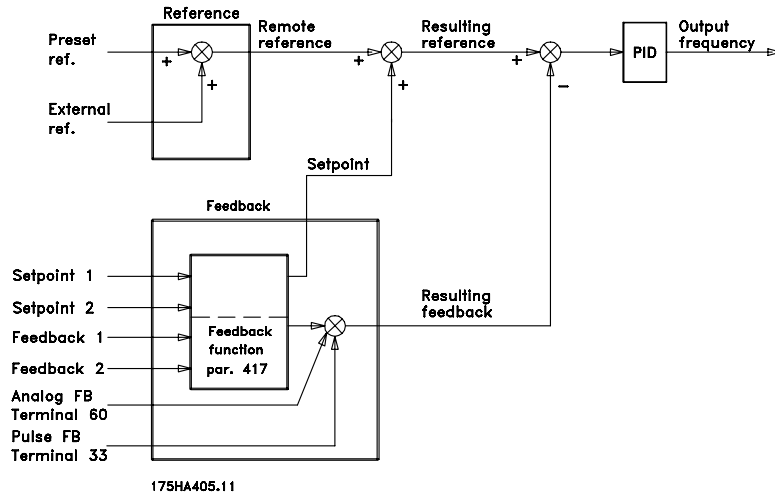 Reference
Preset
ref.
+
+
External
ref.
Remote
reference
+
+
Resulting
reference
+
–
PID
Output
frequency
Setpoint
Feedback
Setpoint 1
Setpoint 2
Feedback 1
Feedback 2
Feedback
function
par. 417
Resulting
feedback
Analog FB
Terminal 60
Pulse FB
Terminal 33
175HA405.11